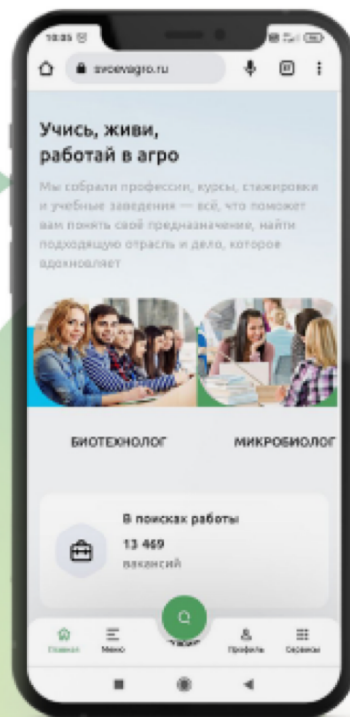 18:05
svoevagro.ru
Учись, живи,
работай в агро
Мы собрали профессии, курсы, стажировки
и учебные заведения — всё, что поможет
вам понять своё предназначение, найти
подходящую отрасль и дело, которое
вдохновляет
БИОТЕХНОЛОГ МИКРОБИОЛОГ
В поисках работы
13 469
вакансий
Главная Меню Профиль Сервисы